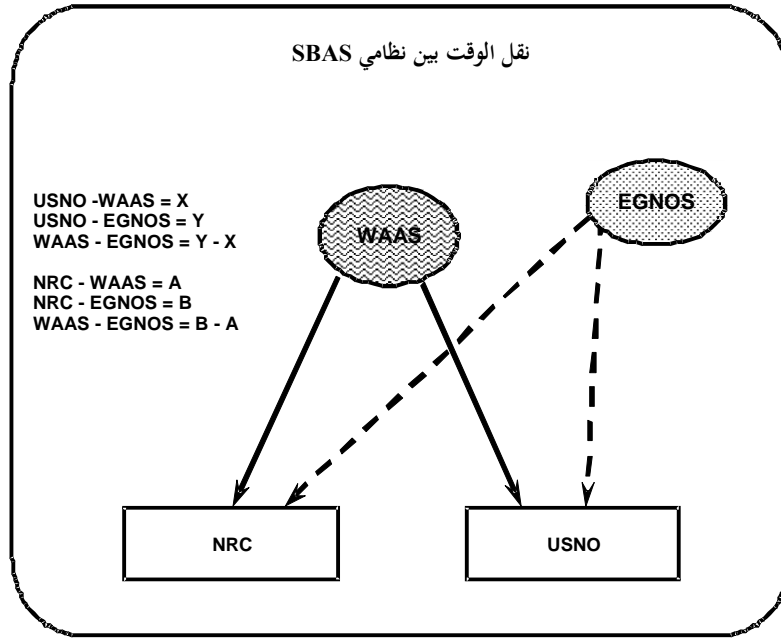 نقل الوقت بين نظامي SBAS
EGNOS
WAAS
USNO -WAAS = X
USNO - EGNOS = Y
WAAS - EGNOS = Y - X
NRC - WAAS = A
NRC - EGNOS = B
WAAS - EGNOS = B - A
NRC
USNO